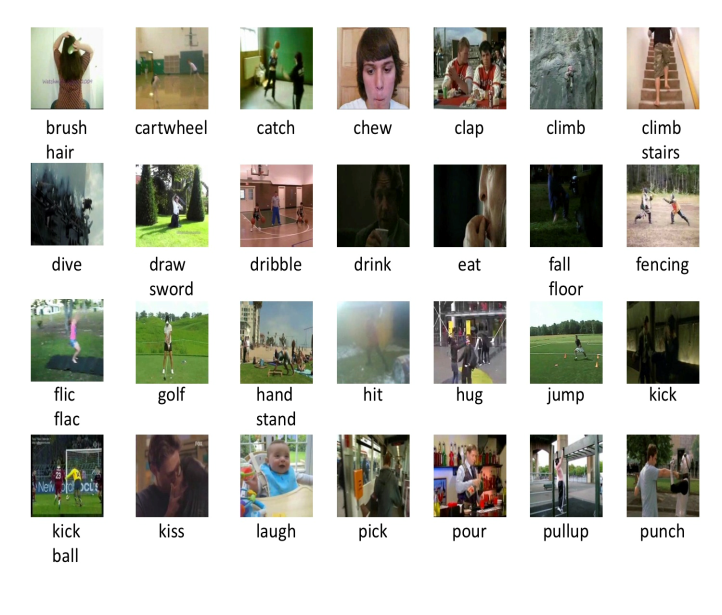 brush
hair
cartwheel
catch
chew
clap
climb
climb
stairs
dive
draw
sword
dribble
drink
eat
fall
floor
fencing
flic
flac
golf
hand
stand
hit
hug
jump
kick
kick
ball
kiss
laugh
pick
pour
pullup
punch